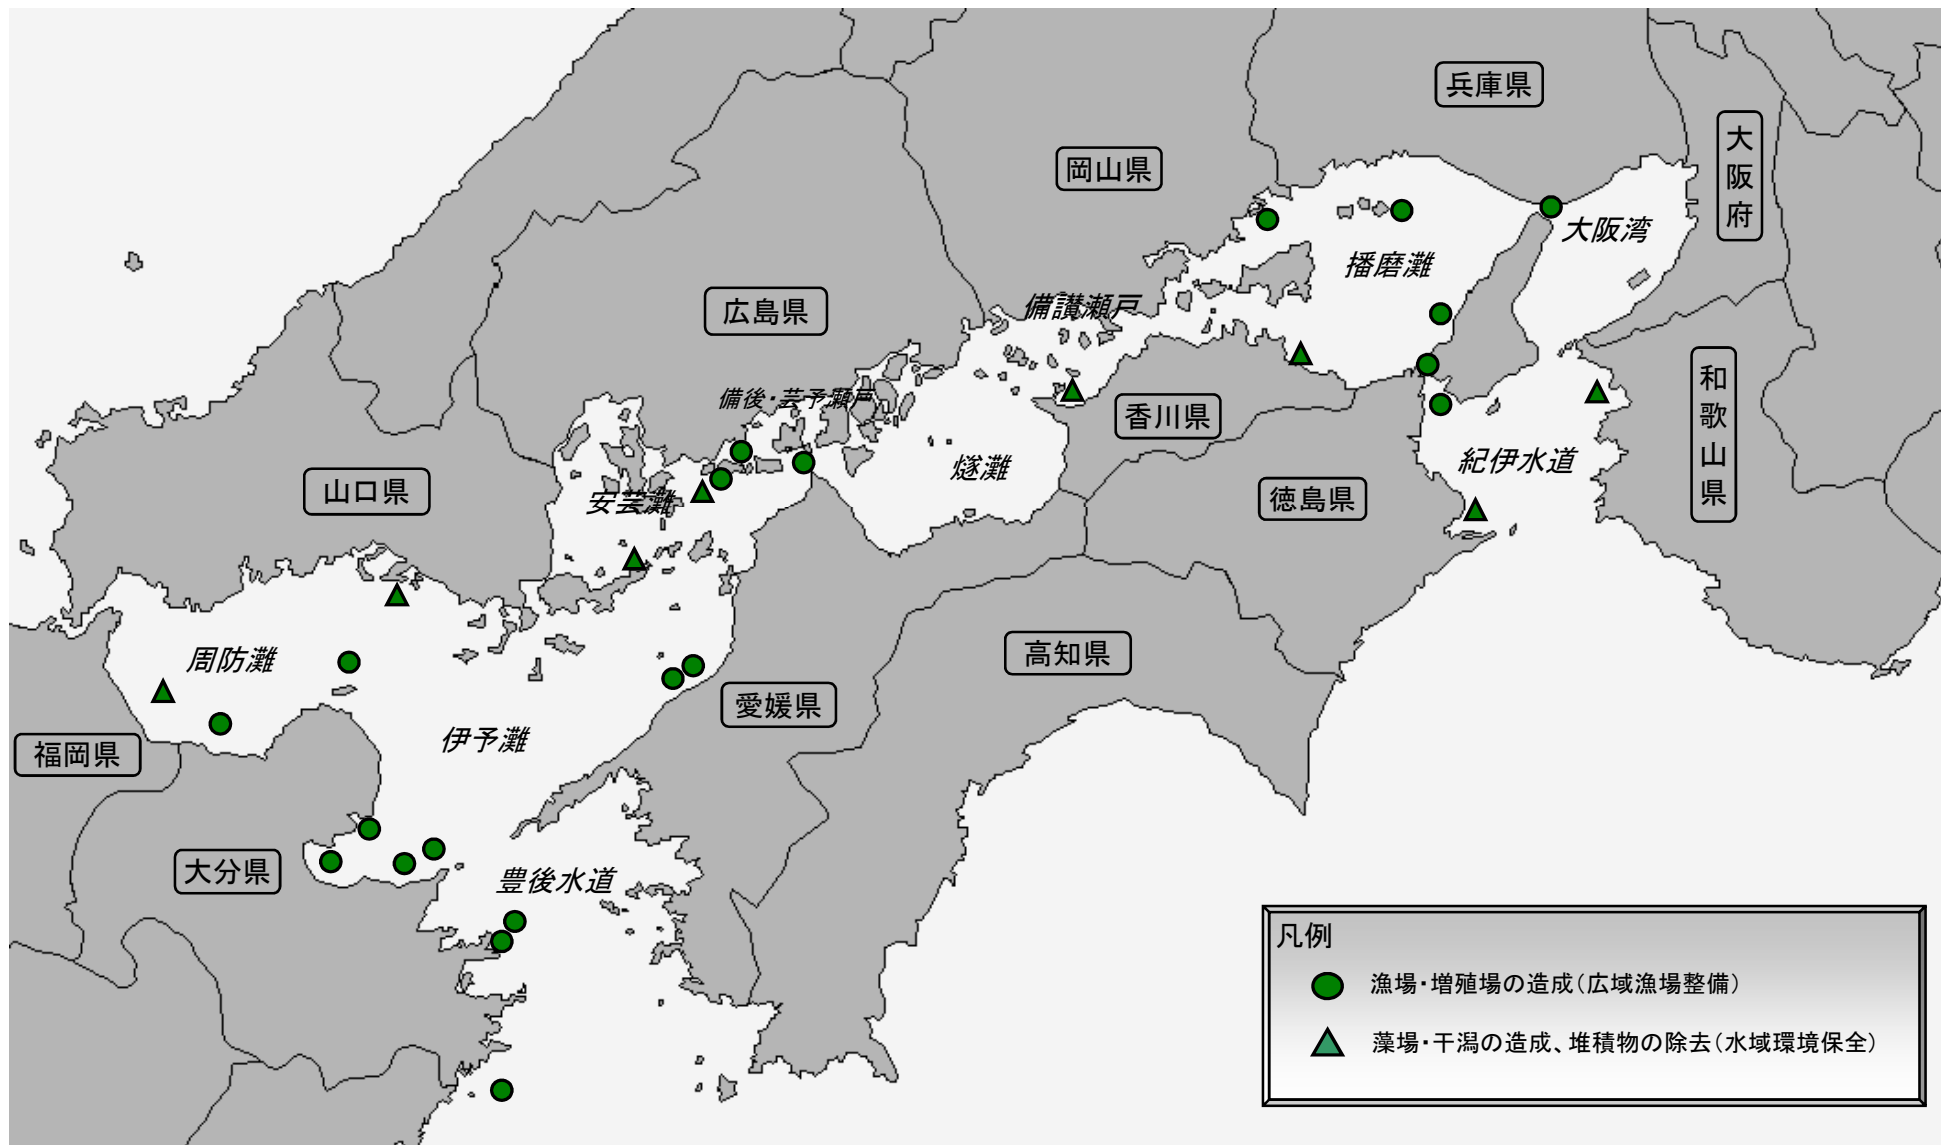 兵庫県
大阪府
岡山県
大阪湾
播磨灘
広島県
備讃瀬戸
備後・芸予瀬戸
香川県
和歌山県
燧灘
紀伊水道
山口県
安芸灘
徳島県
周防灘
高知県
愛媛県
伊予灘
福岡県
大分県
豊後水道
凡例
漁場・増殖場の造成（広域漁場整備）
藻場・干潟の造成、堆積物の除去（水域環境保全）